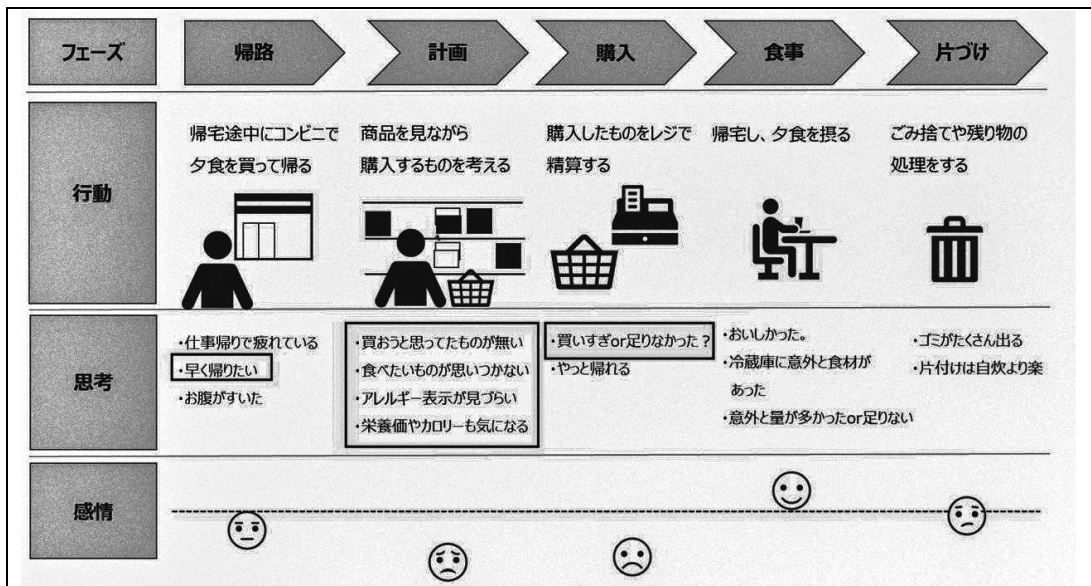 フェーズ
帰路
計画
購入
食事
片づけ
行動
帰宅途中にコンビニで
夕食を買って帰る
商品を見ながら
購入するものを考える
購入したものをレジで
精算する
帰宅し、夕食を摂る
ごみ捨てや残り物の
処理をする
思考
・仕事帰りで疲れている
・早く帰りたい
・お腹がすいた
・買おうと思ってたものが無い
・食べたいものが思いつかない
・アレルギー表示が見づらい
・栄養価やカロリーも気になる
・買いすぎor足りなかった？
・やっと帰れる
・おいしかった。
・冷蔵庫に意外と食材が
あった
・意外と量が多かったor足りない
・ゴミがたくさん出る
・片付けは自炊より楽
感情